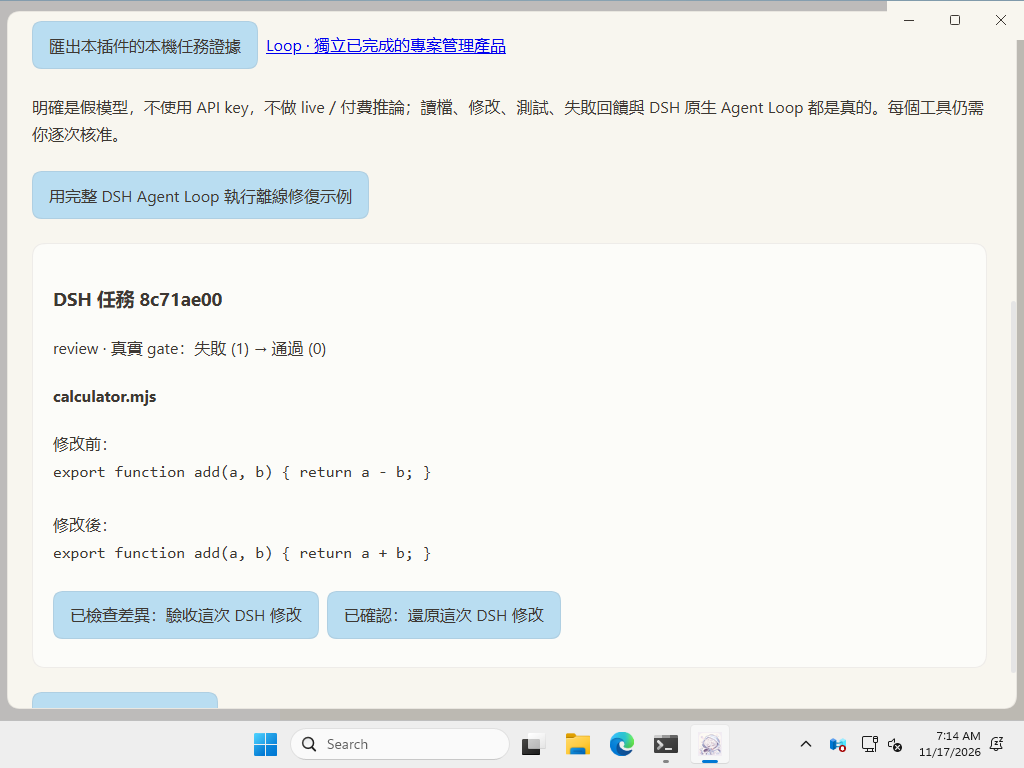 匯出本插件的本機任務證據
Loop · 獨立已完成的專案管理產品
明確是假模型，不使用 API key，不做 live / 付費推論；讀檔、修改、測試、失敗回饋與 DSH 原生 Agent Loop 都是真的。每個工具仍需
你逐次核准。
用完整 DSH Agent Loop 執行離線修復示例
DSH 任務 8c71ae00
review · 真實 gate：失敗 (1) → 通過 (0)
calculator.mjs
修改前：
export function add(a, b) { return a - b; }
修改後：
export function add(a, b) { return a + b; }
已檢查差異：驗收這次 DSH 修改
已確認：還原這次 DSH 修改
Search
7:14 AM
11/17/2026